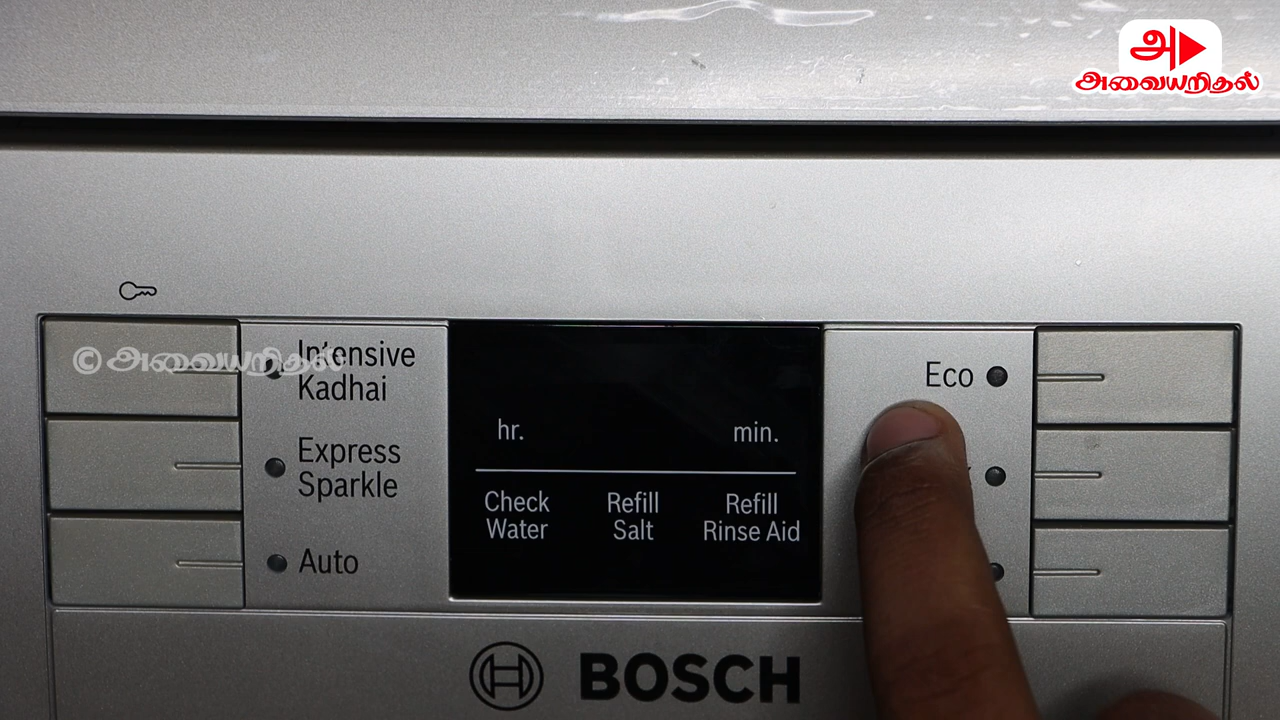 அ
அவையறிதல்
© அவையறிதல்
Intensive
Kadhai
Express
Sparkle
Auto
hr. min.
Check Refill Refill
Water Salt Rinse Aid
Eco
BOSCH